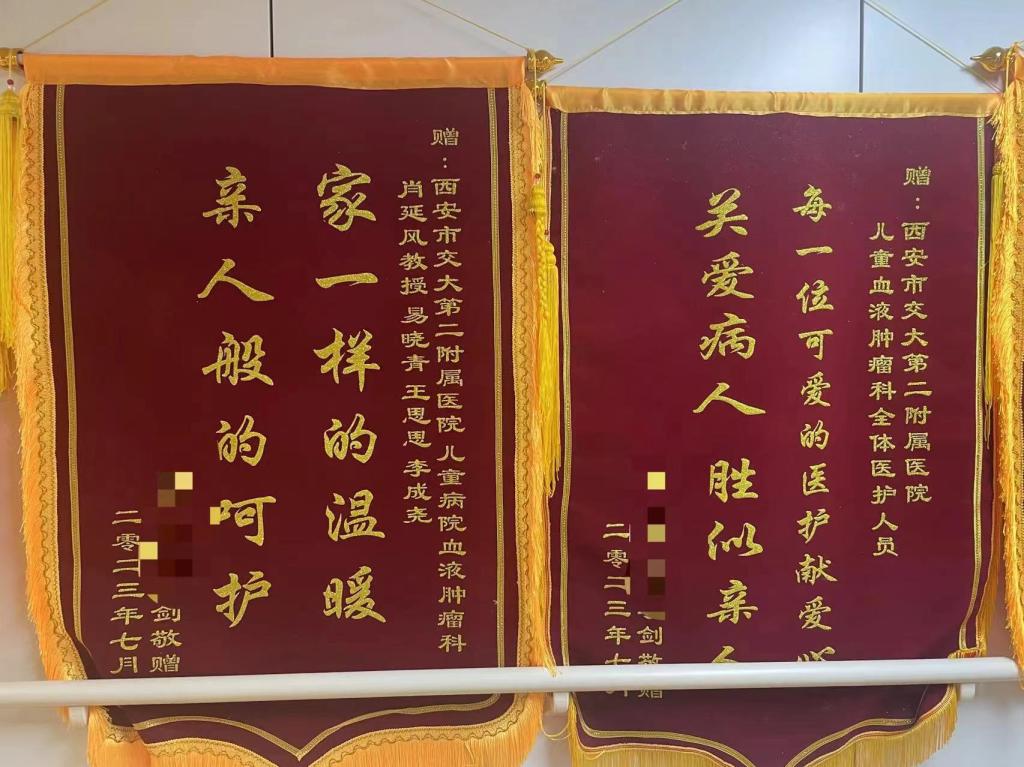 赠：西安市交大第二附属医院儿童病院血液肿瘤科
肖延风教授易晓青王思思李成尧
家一样的温暖
亲人般的呵护
剑敬赠
二零二三年七月
赠：西安市交大第二附属医院
儿童血液肿瘤科全体医护人员
每一位可爱的医护献爱心
关爱病人胜似亲人
剑敬赠
二零二三年七月